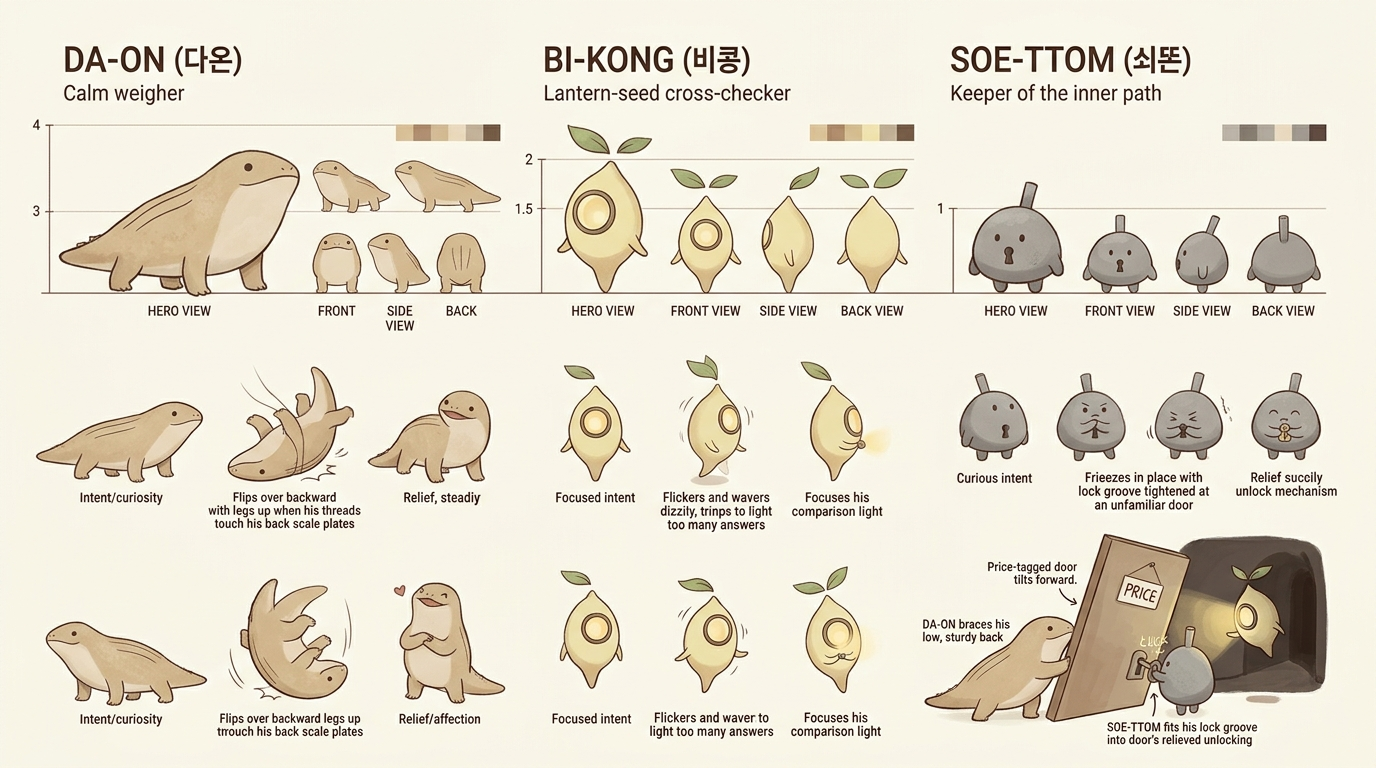 DA-ON (다온)
Calm weigher
4
3
HERO VIEW
FRONT
SIDE
VIEW
BACK
BI-KONG (비콩)
Lantern-seed cross-checker
2
1.5
HERO VIEW
FRONT VIEW
SIDE VIEW
BACK VIEW
SOE-TTOM (쇠똔)
Keeper of the inner path
1
HERO VIEW
FRONT VIEW
SIDE VIEW
BACK VIEW
Intent/curiosity
Flips over backward
with legs up when his threads
touch his back scale plates
Relief, steadiy
Focused intent
Flickers and wavers
dizzily, trinps to light
too many answers
Focuses his
comparison light
Curious intent
Frieezes in place with
lock groove tightened at
an unfamiliar door
Relief succily
unlock mechanism
Intent/curiosity
Flips over backward legs up
trrouch his back scale plates
Relief/affection
Focused intent
Flickers and waver to
light too many answers
Focuses his
comparison light
Price-tagged door
tilts forward.
PRICE
DA-ON braces his
low, sturdy back
SOE-TTOM fits his lock groove
into door's relieved unlocking